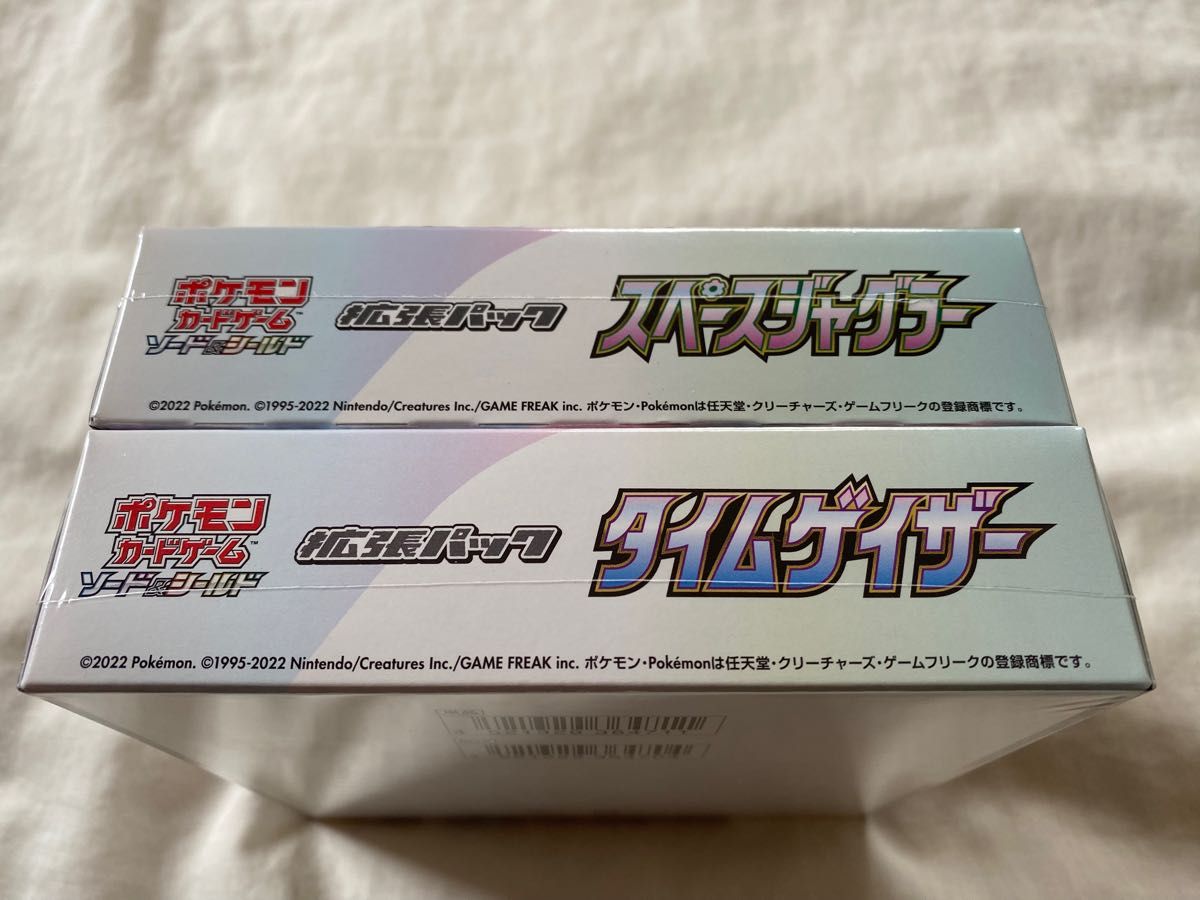 ポケモン
カードゲーム™
ソード&シールド
拡張パック
スペースジャグラー
©2022 Pokémon. ©1995-2022 Nintendo/Creatures Inc./GAME FREAK inc. ポケモン・Pokémonは任天堂・クリーチャーズ・ゲームフリークの登録商標です。
ポケモン
カードゲーム™
ソード&シールド
拡張パック
タイムゲイザー
©2022 Pokémon. ©1995-2022 Nintendo/Creatures Inc./GAME FREAK inc. ポケモン・Pokémonは任天堂・クリーチャーズ・ゲームフリークの登録商標です。